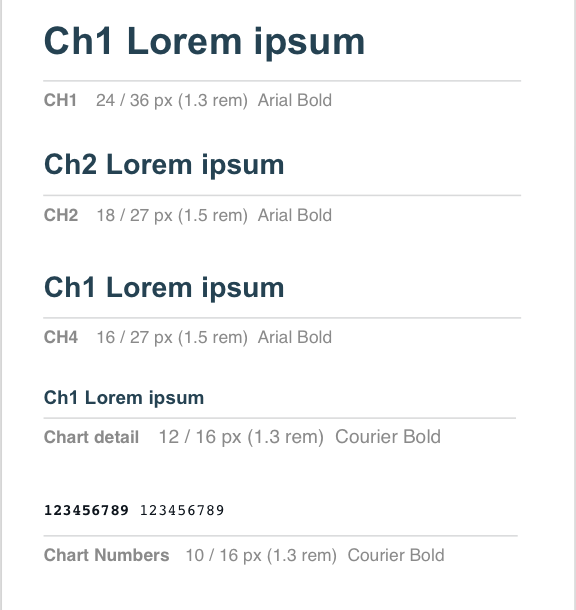 Ch1 Lorem ipsum
CH1 24 / 36 px (1.3 rem) Arial Bold
Ch2 Lorem ipsum
CH2 18 / 27 px (1.5 rem) Arial Bold
Ch1 Lorem ipsum
CH4 16 / 27 px (1.5 rem) Arial Bold
Ch1 Lorem ipsum
Chart detail 12 / 16 px (1.3 rem) Courier Bold
123456789 123456789
Chart Numbers 10 / 16 px (1.3 rem) Courier Bold